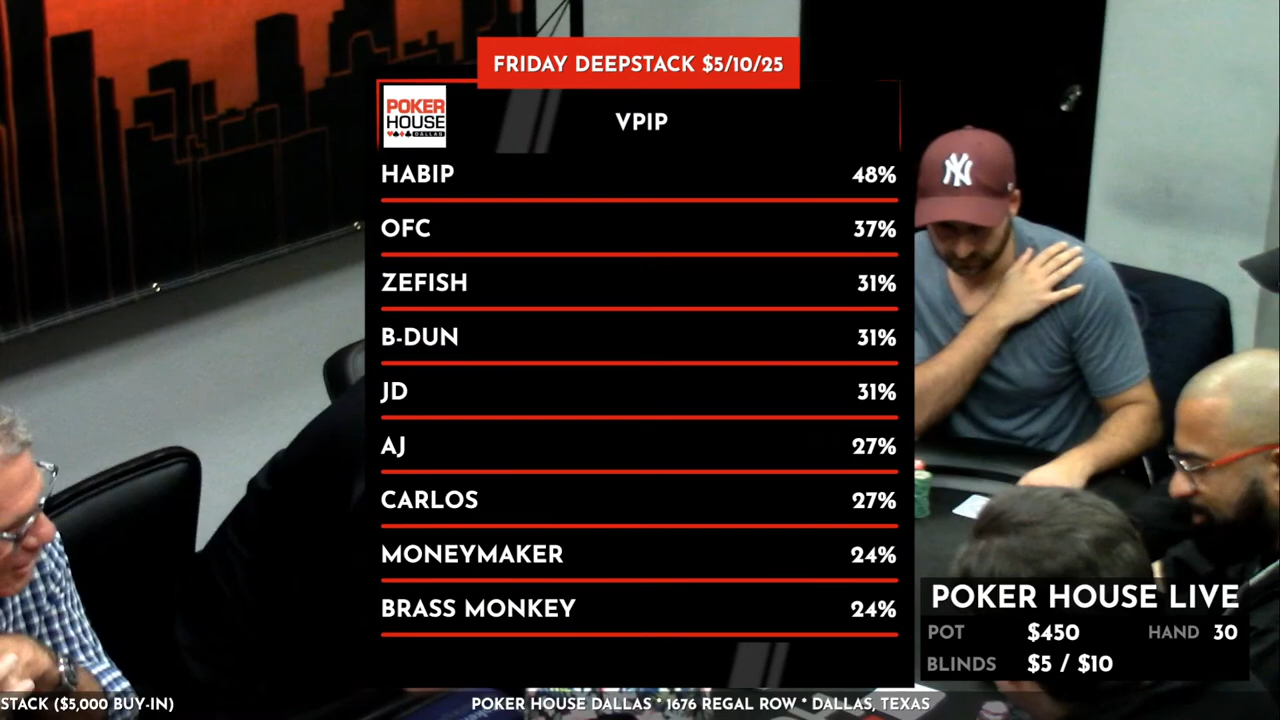 FRIDAY DEEPSTACK $5/10/25
POKER
HOUSE
DALLAS
VPIP
HABIP 48%
OFC 37%
ZEFISH 31%
B-DUN 31%
JD 31%
AJ 27%
CARLOS 27%
MONEYMAKER 24%
BRASS MONKEY 24%
NY
POKER HOUSE LIVE
POT $450 HAND 30
BLINDS $5 / $10
STACK ($5,000 BUY-IN) POKER HOUSE DALLAS * 1676 REGAL ROW * DALLAS, TEXAS